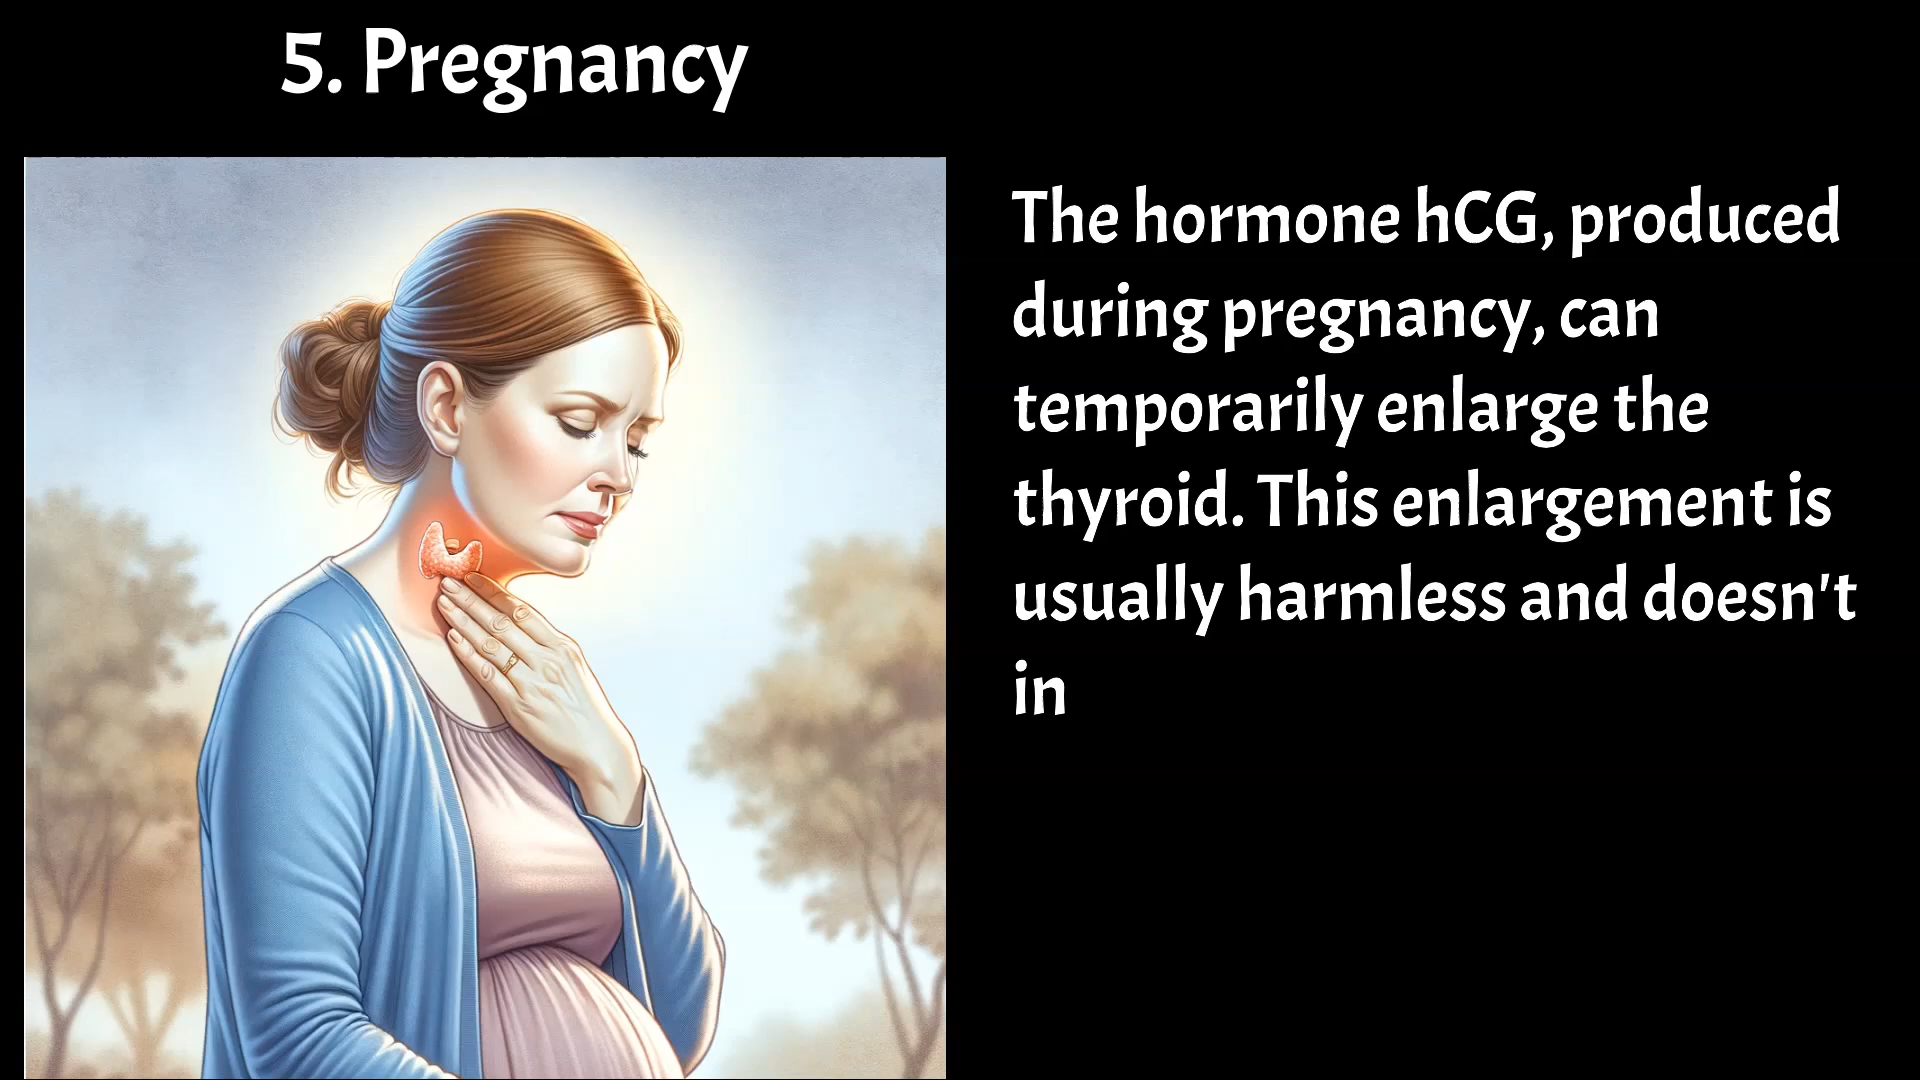 5. Pregnancy
The hormone hCG, produced
during pregnancy, can
temporarily enlarge the
thyroid. This enlargement is
usually harmless and doesn't
in